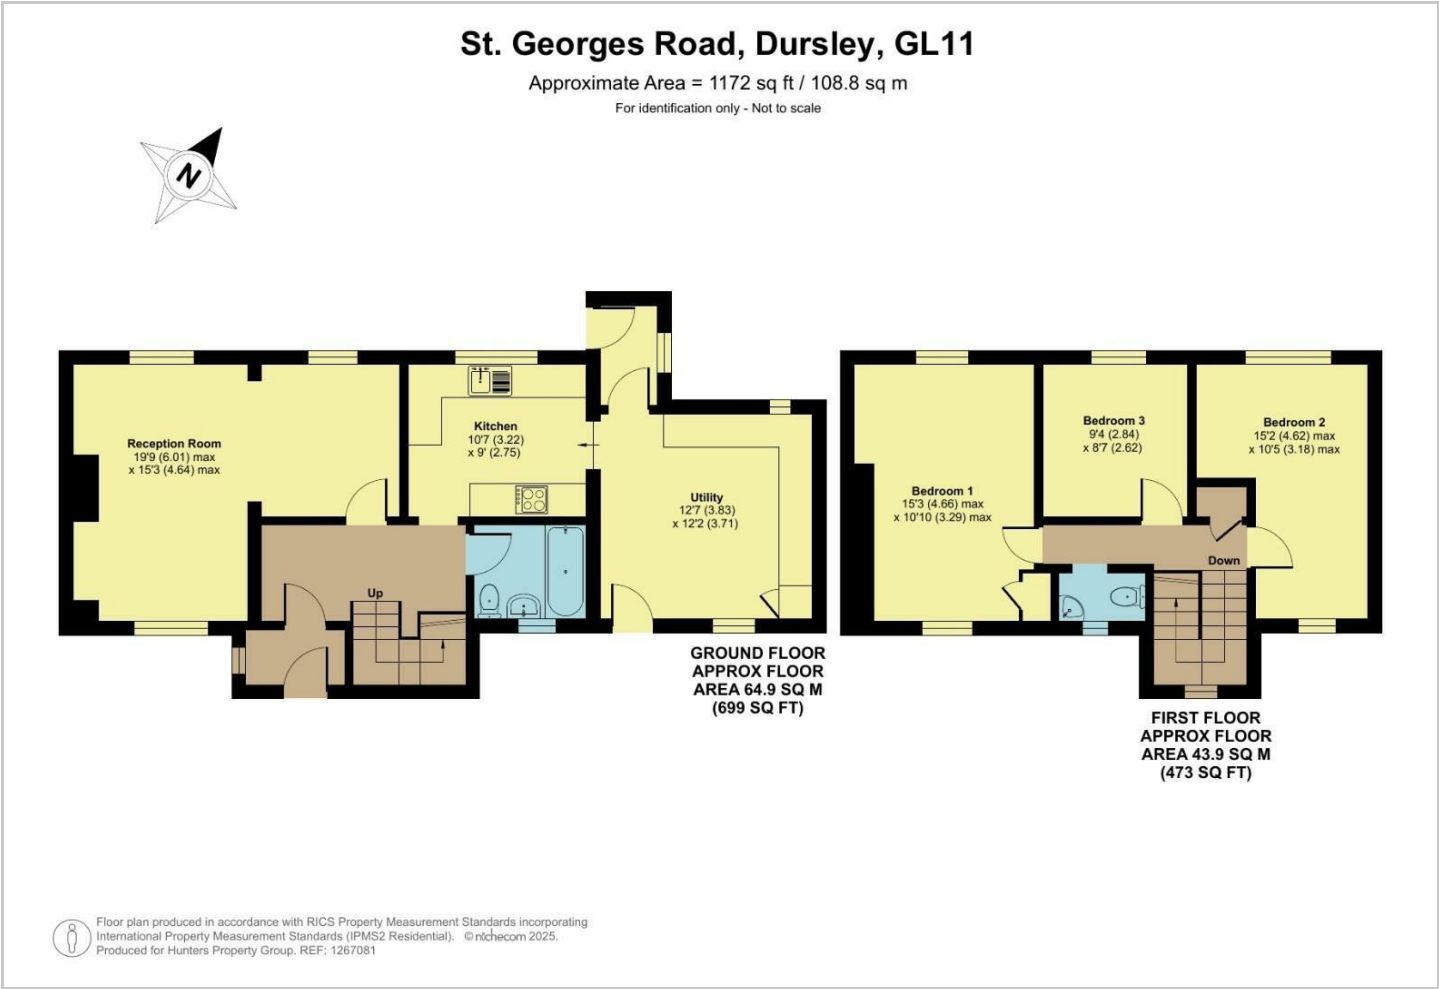 St. Georges Road, Dursley, GL11
Approximate Area = 1172 sq ft / 108.8 sq m
For identification only - Not to scale
N
Reception Room
19'9 (6.01) max
x 15'3 (4.64) max
Kitchen
10'7 (3.22)
x 9' (2.75)
Utility
12'7 (3.83)
x 12'2 (3.71)
Up
GROUND FLOOR
APPROX FLOOR
AREA 64.9 SQ M
(699 SQ FT)
Bedroom 1
15'3 (4.66) max
x 10'10 (3.29) max
Bedroom 3
9'4 (2.84)
x 8'7 (2.62)
Bedroom 2
15'2 (4.62) max
x 10'5 (3.18) max
Down
FIRST FLOOR
APPROX FLOOR
AREA 43.9 SQ M
(473 SQ FT)
Floor plan produced in accordance with RICS Property Measurement Standards incorporating
International Property Measurement Standards (IPMS2 Residential). © nichecom 2025.
Produced for Hunters Property Group. REF: 1267081